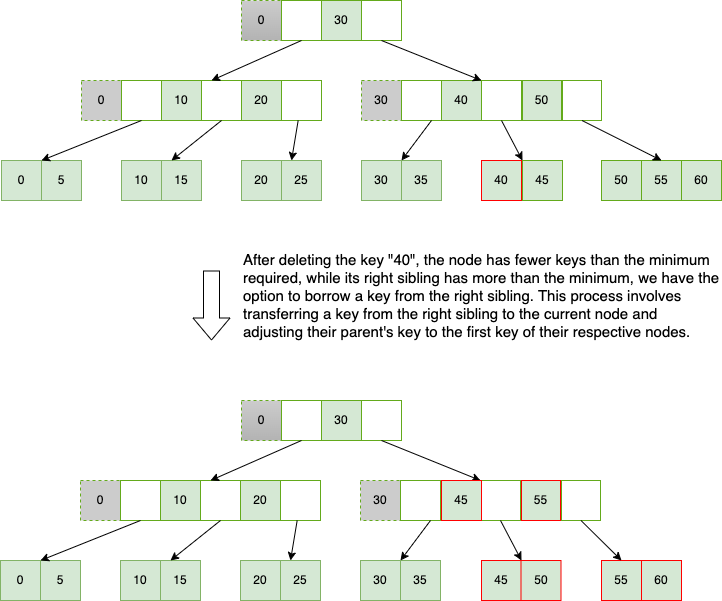 0 30
0 10 20 30 40 50
0 5 10 15 20 25 30 35 40 45 50 55 60
After deleting the key "40", the node has fewer keys than the minimum
required, while its right sibling has more than the minimum, we have the
option to borrow a key from the right sibling. This process involves
transferring a key from the right sibling to the current node and
adjusting their parent's key to the first key of their respective nodes.
0 30
0 10 20 30 45 55
0 5 10 15 20 25 30 35 45 50 55 60